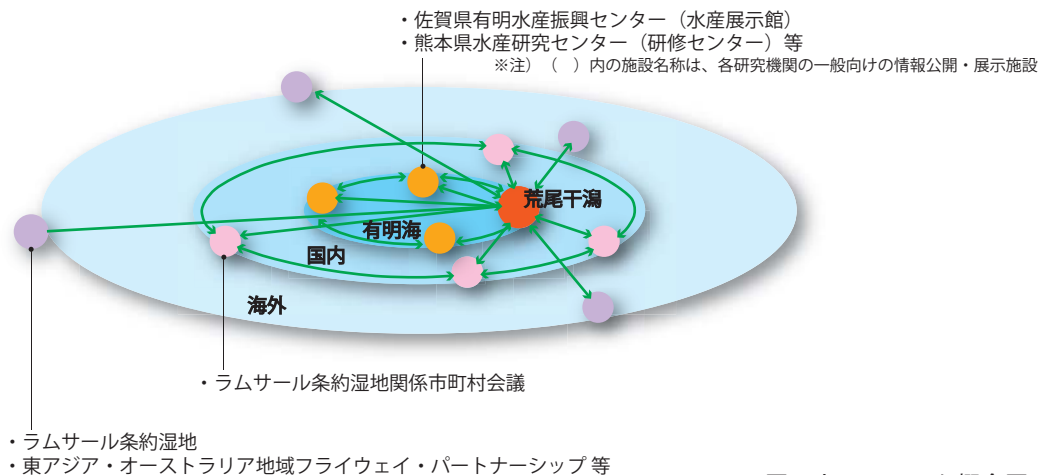 ・佐賀県有明水産振興センター（水産展示館）
・熊本県水産研究センター（研修センター）等
※注）（　）内の施設名称は、各研究機関の一般向けの情報公開・展示施設
荒尾干潟
有明海
国内
海外
・ラムサール条約湿地関係市町村会議
・ラムサール条約湿地
・東アジア・オーストラリア地域フライウェイ・パートナーシップ 等